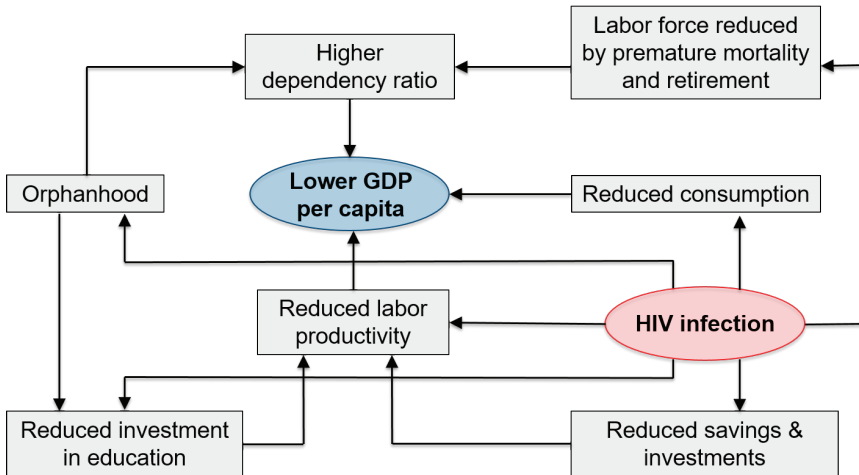 Higher
dependency ratio
Labor force reduced
by premature mortality
and retirement
Orphanhood
Lower GDP
per capita
Reduced consumption
Reduced labor
productivity
HIV infection
Reduced investment
in education
Reduced savings &
investments